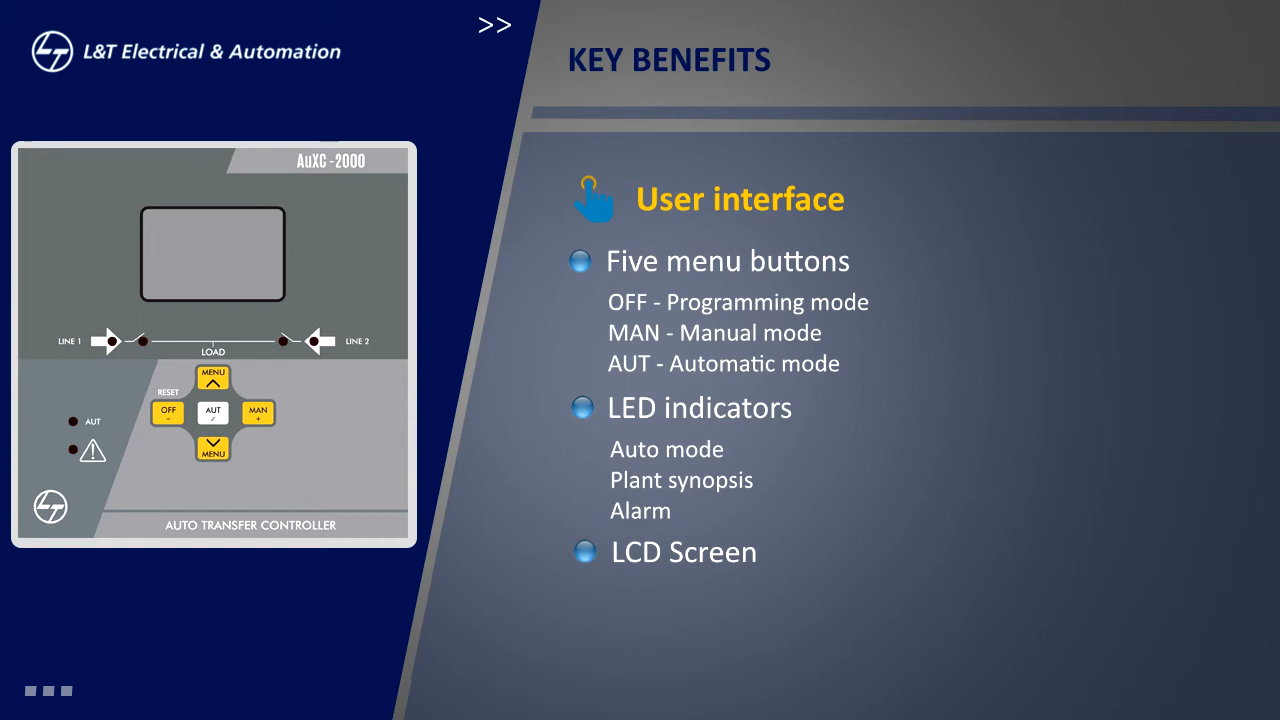 >>
L&T Electrical & Automation
KEY BENEFITS
AuXC -2000
LINE 1
LINE 2
LOAD
MENU
RESET
OFF
-
AUT
✓
MAN
+
MENU
AUT
AUTO TRANSFER CONTROLLER
User interface
Five menu buttons
OFF - Programming mode
MAN - Manual mode
AUT - Automatic mode
LED indicators
Auto mode
Plant synopsis
Alarm
LCD Screen